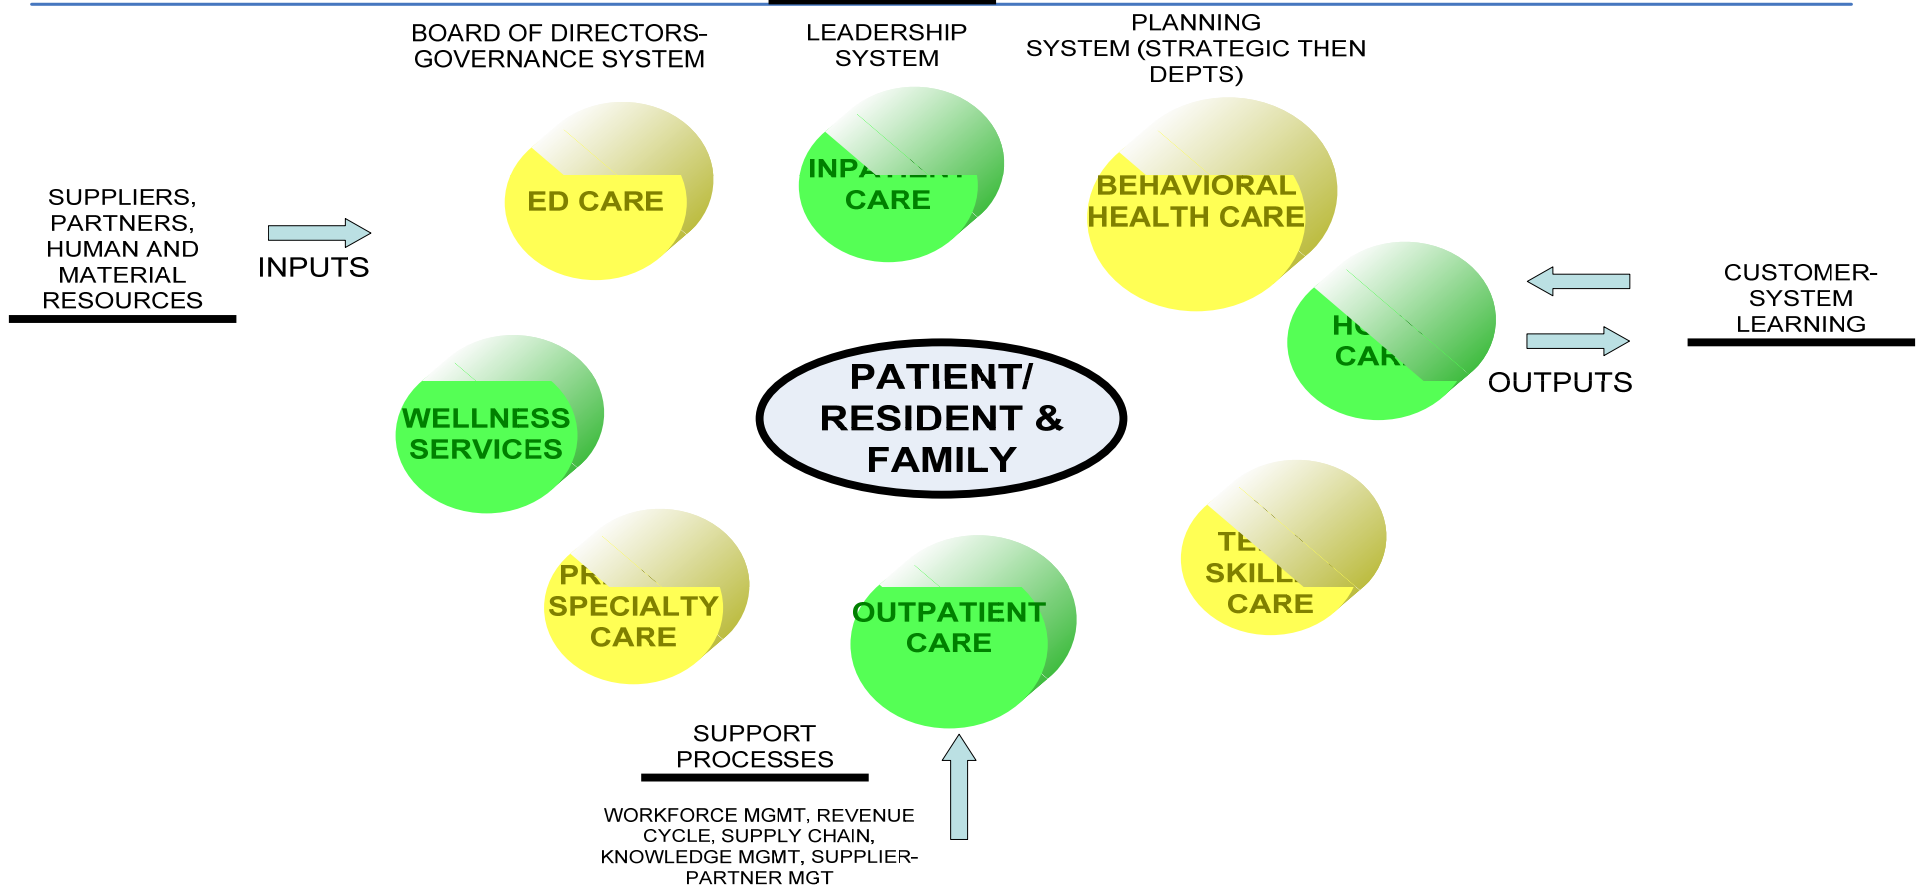 BOARD OF DIRECTORS-
GOVERNANCE SYSTEM
LEADERSHIP
SYSTEM
PLANNING
SYSTEM (STRATEGIC THEN
DEPTS)
ED CARE
INPATIENT
CARE
BEHAVIORAL
HEALTH CARE
SUPPLIERS,
PARTNERS,
HUMAN AND
MATERIAL
RESOURCES
INPUTS
CARE
CUSTOMER-
SYSTEM
LEARNING
OUTPUTS
WELLNESS
SERVICES
PATIENT/
RESIDENT &
FAMILY
SPECIALTY
CARE
OUTPATIENT
CARE
CARE
SUPPORT
PROCESSES
WORKFORCE MGMT, REVENUE
CYCLE, SUPPLY CHAIN,
KNOWLEDGE MGMT, SUPPLIER-
PARTNER MGT